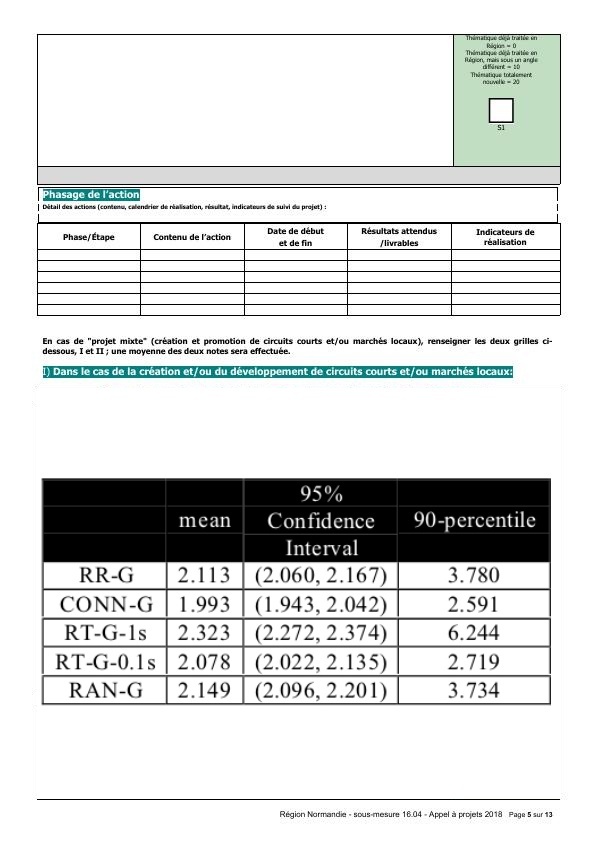 Thématique déjà traitée en
Région = 0
Thématique déjà traitée en
Région, mais sous un angle
différent = 10
Thématique totalement
nouvelle = 20
S1
Phasage de l'action
Détail des actions (contenu, calendrier de réalisation, résultat, indicateurs de suivi du projet) :
Phase/Étape Contenu de l'action Date de début et de fin Résultats attendus /livrables Indicateurs de réalisation
En cas de "projet mixte" (création et promotion de circuits courts et/ou marchés locaux), renseigner les deux grilles ci-
dessous, I et II ; une moyenne des deux notes sera effectuée.
I) Dans le cas de la création et/ou du développement de circuits courts et/ou marchés locaux:
mean 95% Confidence Interval 90-percentile
RR-G 2.113 (2.060, 2.167) 3.780
CONN-G 1.993 (1.943, 2.042) 2.591
RT-G-1s 2.323 (2.272, 2.374) 6.244
RT-G-0.1s 2.078 (2.022, 2.135) 2.719
RAN-G 2.149 (2.096, 2.201) 3.734
Région Normandie - sous-mesure 16.04 - Appel à projets 2018 Page 5 sur 13